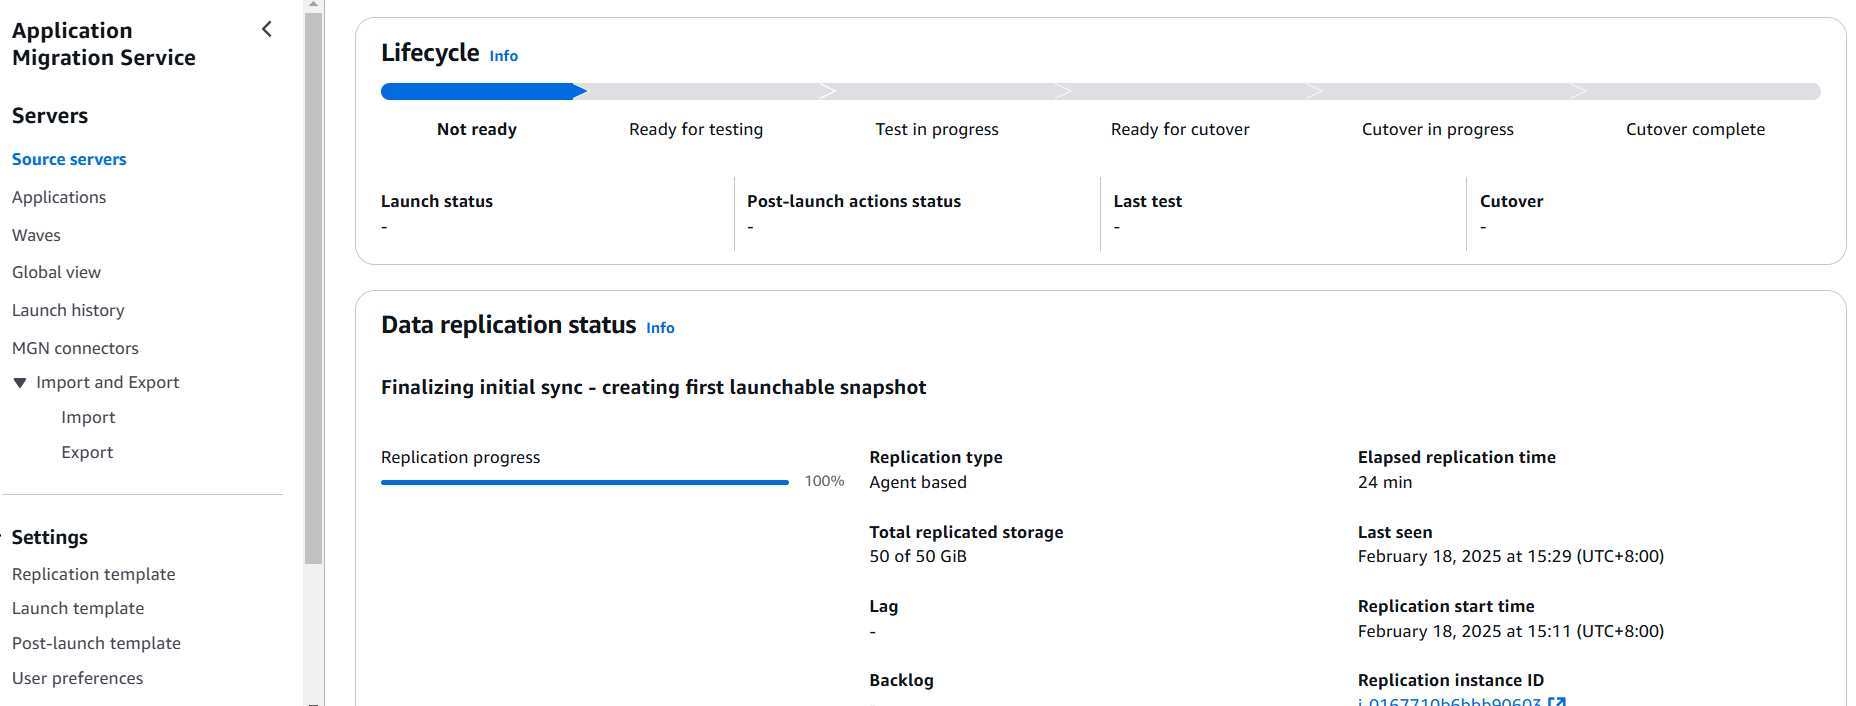 Application
Migration Service
Servers
Source servers
Applications
Waves
Global view
Launch history
MGN connectors
Import and Export
Import
Export
Settings
Replication template
Launch template
Post-launch template
User preferences
Lifecycle Info
Not ready
Ready for testing
Test in progress
Ready for cutover
Cutover in progress
Cutover complete
Launch status
-
Post-launch actions status
-
Last test
-
Cutover
-
Data replication status Info
Finalizing initial sync - creating first launchable snapshot
Replication progress
100%
Replication type
Agent based
Total replicated storage
50 of 50 GiB
Lag
-
Backlog
Elapsed replication time
24 min
Last seen
February 18, 2025 at 15:29 (UTC+8:00)
Replication start time
February 18, 2025 at 15:11 (UTC+8:00)
Replication instance ID